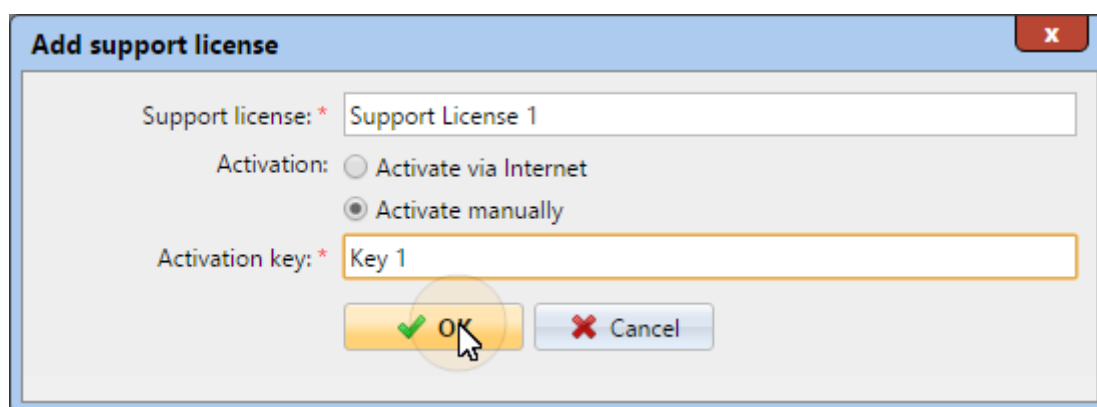 Add support license
x
Support license: * Support License 1
Activation: Activate via Internet
Activate manually
Activation key: * Key 1
OK Cancel